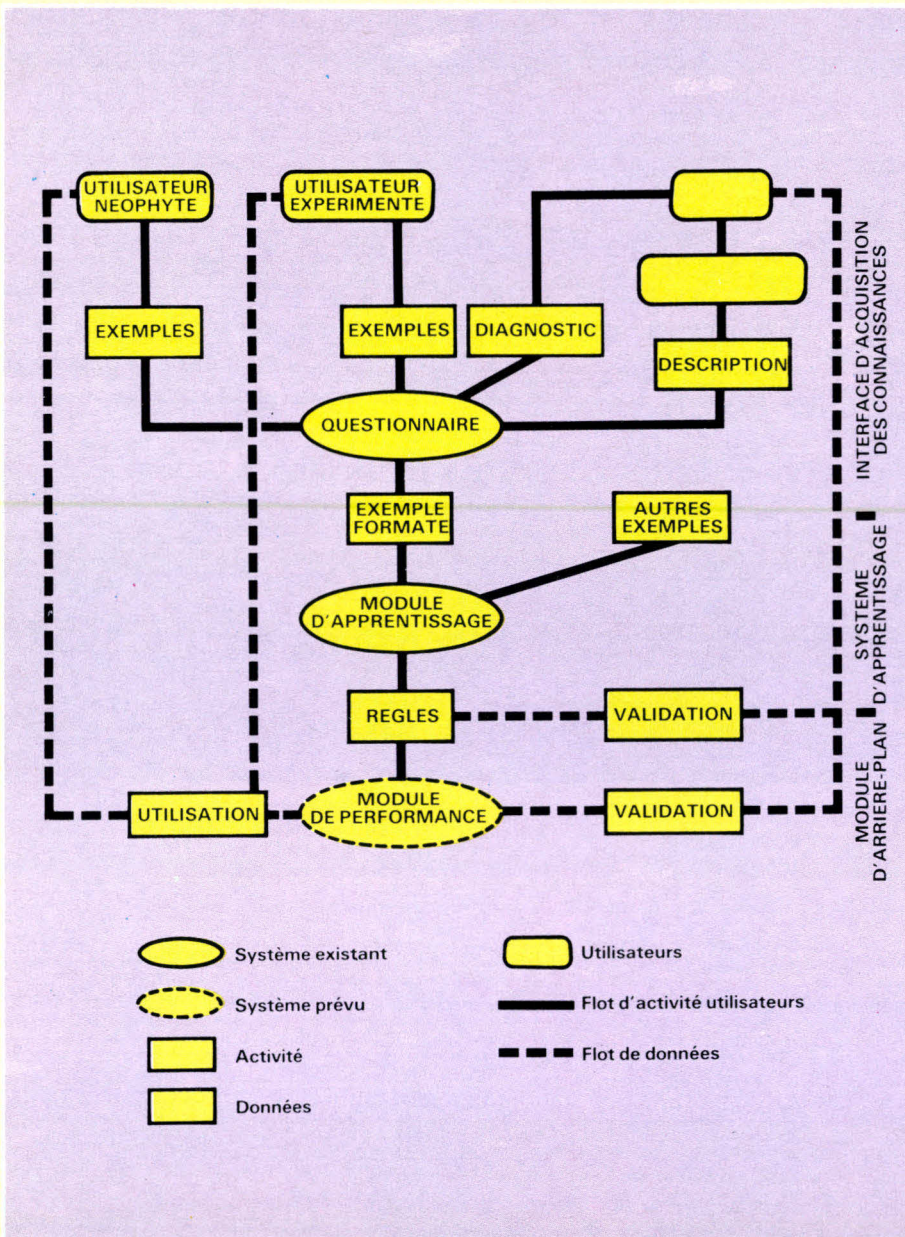 UTILISATEUR
NEOPHYTE
UTILISATEUR
EXPERIMENTE
EXEMPLES
EXEMPLES
DIAGNOSTIC
DESCRIPTION
QUESTIONNAIRE
EXEMPLE
FORMATE
AUTRES
EXEMPLES
MODULE
D'APPRENTISSAGE
REGLES
VALIDATION
UTILISATION
MODULE
DE PERFORMANCE
VALIDATION
INTERFACE D'ACQUISITION
DES CONNAISSANCES
SYSTEME
D'APPRENTISSAGE
MODULE
D'ARRIERE-PLAN
Système existant
Système prévu
Activité
Données
Utilisateurs
Flot d'activité utilisateurs
Flot de données